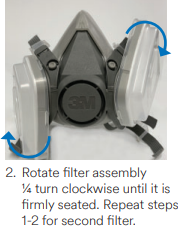 3M
2. Rotate filter assembly
¼ turn clockwise until it is
firmly seated. Repeat steps
1-2 for second filter.